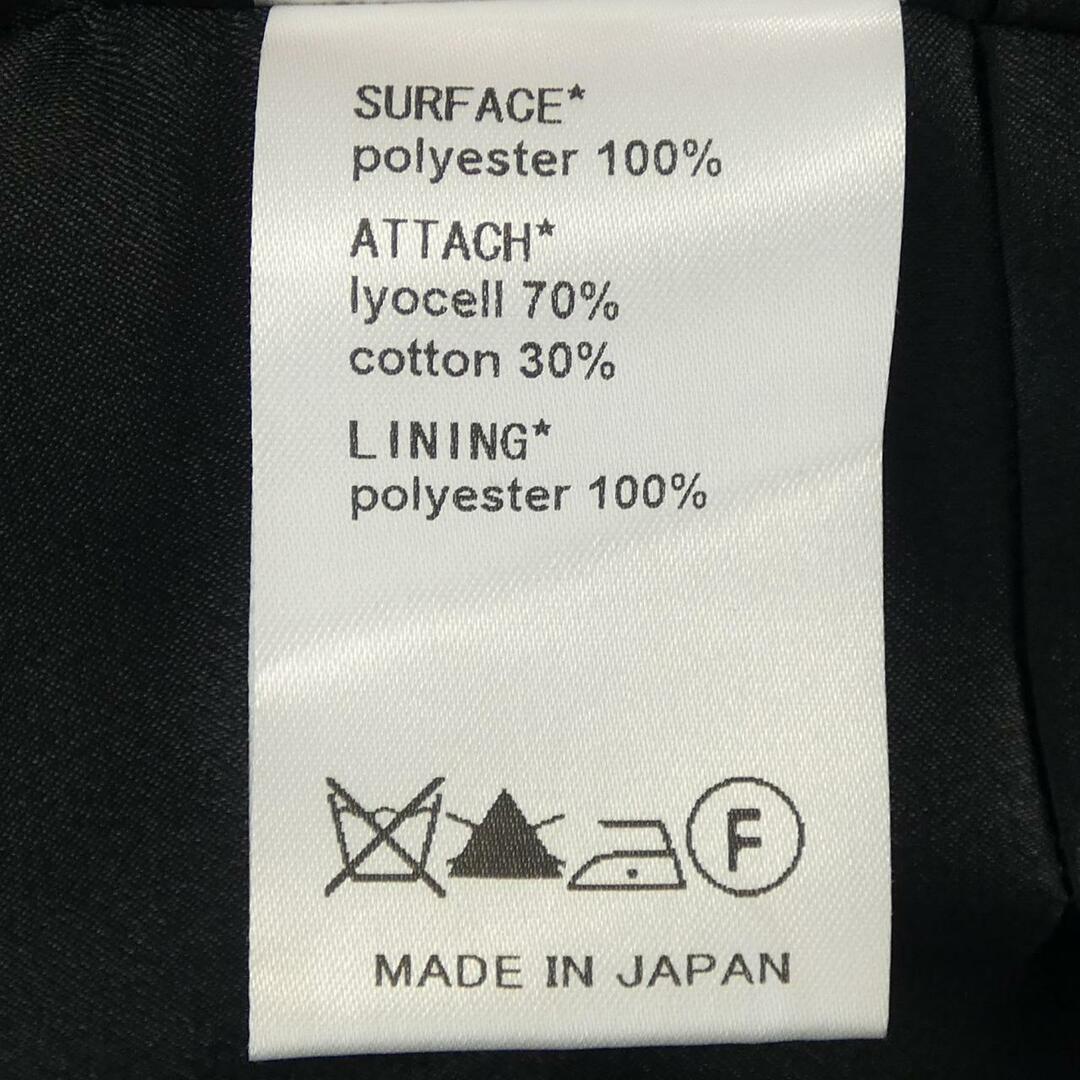 SURFACE*
polyester 100%
ATTACH*
lyocell 70%
cotton 30%
LINING*
polyester 100%
F
MADE IN JAPAN